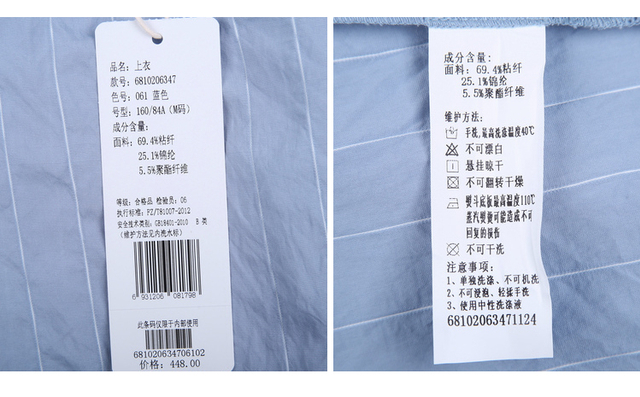 品名：上衣
款号：6810206347
色号：061 蓝色
号型：160/84A（M码）
成分含量：
面料：69.4%粘纤
25.1%锦纶
5.5%聚酯纤维
等级：合格品 检验员：06
执行标准：FZ/T81007-2012
安全技术类别：GB18401-2010 B 类
（维护方法见内洗水标）
6 931206 081798
此条码仅限于内部使用
681020634706102
价格：448.00
成分含量：
面料：69.4%粘纤
25.1%锦纶
5.5%聚酯纤维
维护方法：
手洗，最高洗涤温度40℃
不可漂白
悬挂晾干
不可翻转干燥
熨斗底板最高温度110℃
蒸汽熨烫可能造成不可
回复的损伤
不可干洗
注意事项：
1、单独洗涤、不可机洗
2、不可浸泡、轻揉手洗
3、使用中性洗涤液
68102063471124